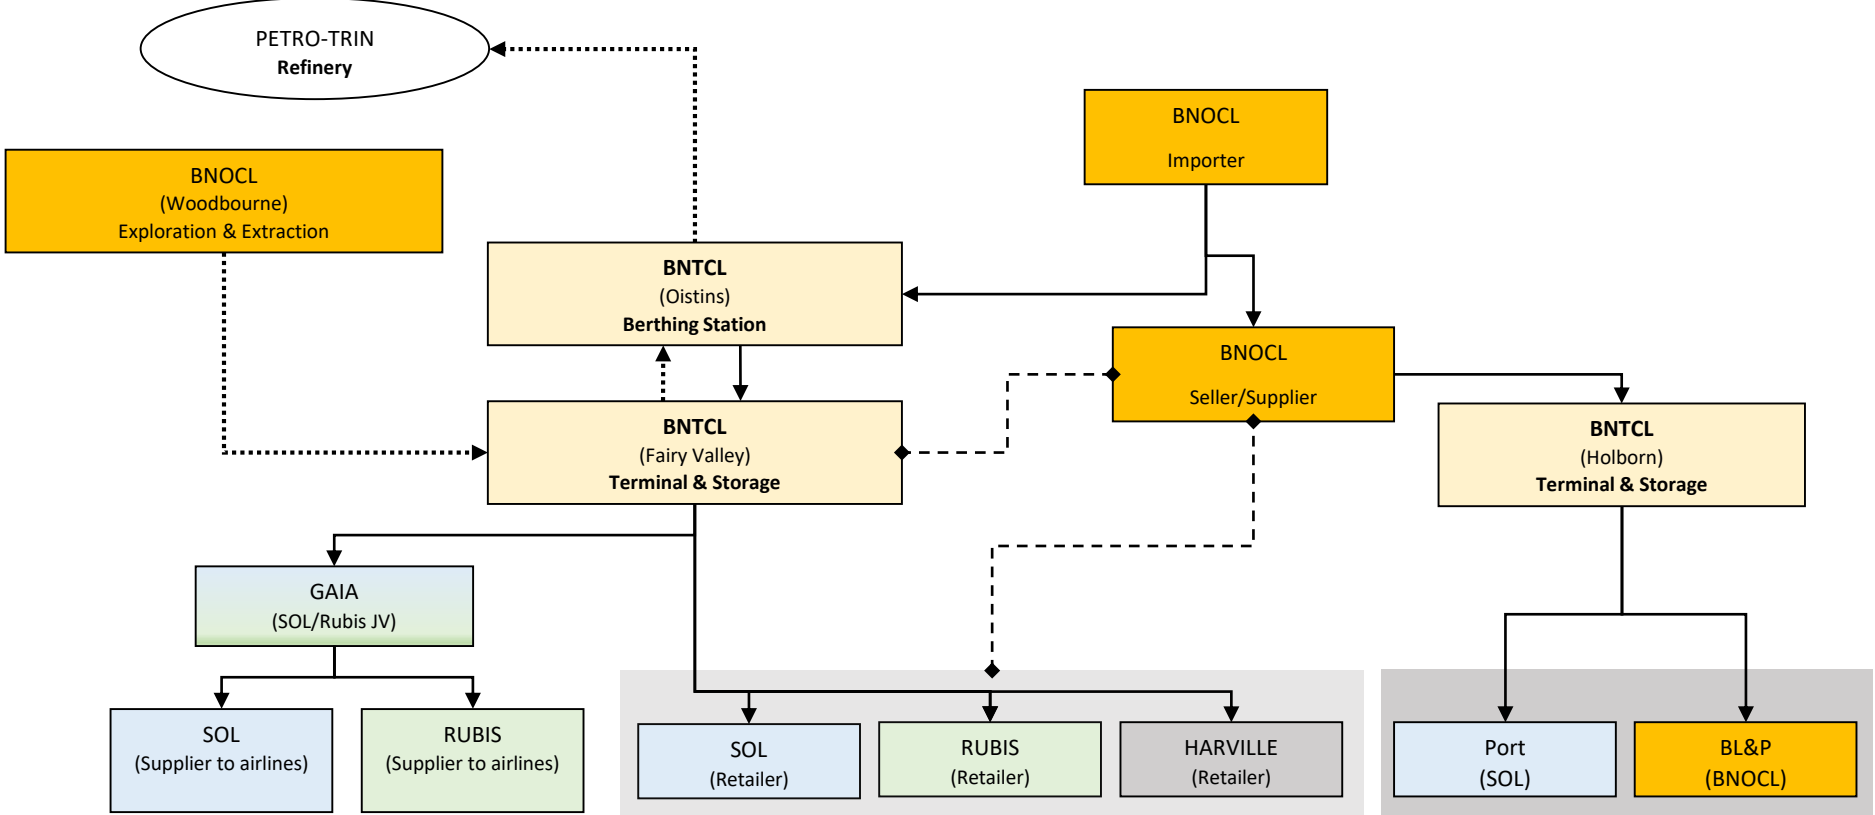 PETRO-TRIN
Refinery
BNOCL
Importer
BNOCL
(Woodbourne)
Exploration & Extraction
BNTCL
(Oistins)
Berthing Station
BNOCL
Seller/Supplier
BNTCL
(Fairy Valley)
Terminal & Storage
BNTCL
(Holborn)
Terminal & Storage
GAIA
(SOL/Rubis JV)
SOL
(Supplier to airlines)
RUBIS
(Supplier to airlines)
SOL
(Retailer)
RUBIS
(Retailer)
HARVILLE
(Retailer)
Port
(SOL)
BL&P
(BNOCL)